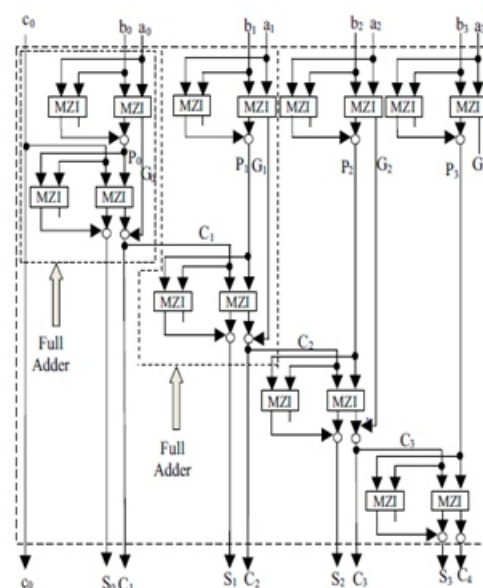 c0 b0 a0 b1 a1 b2 a2 b3
MZI MZI MZI MZI MZI MZI MZI MZI
P0 P1 G1 P2 G2 P3 G
MZI MZI
C1
MZI MZI
Full
Adder
C2
Full
Adder
MZI MZI
C3
MZI MZI
c0 S0 C1 S1 C2 S2 C3 S3 C4